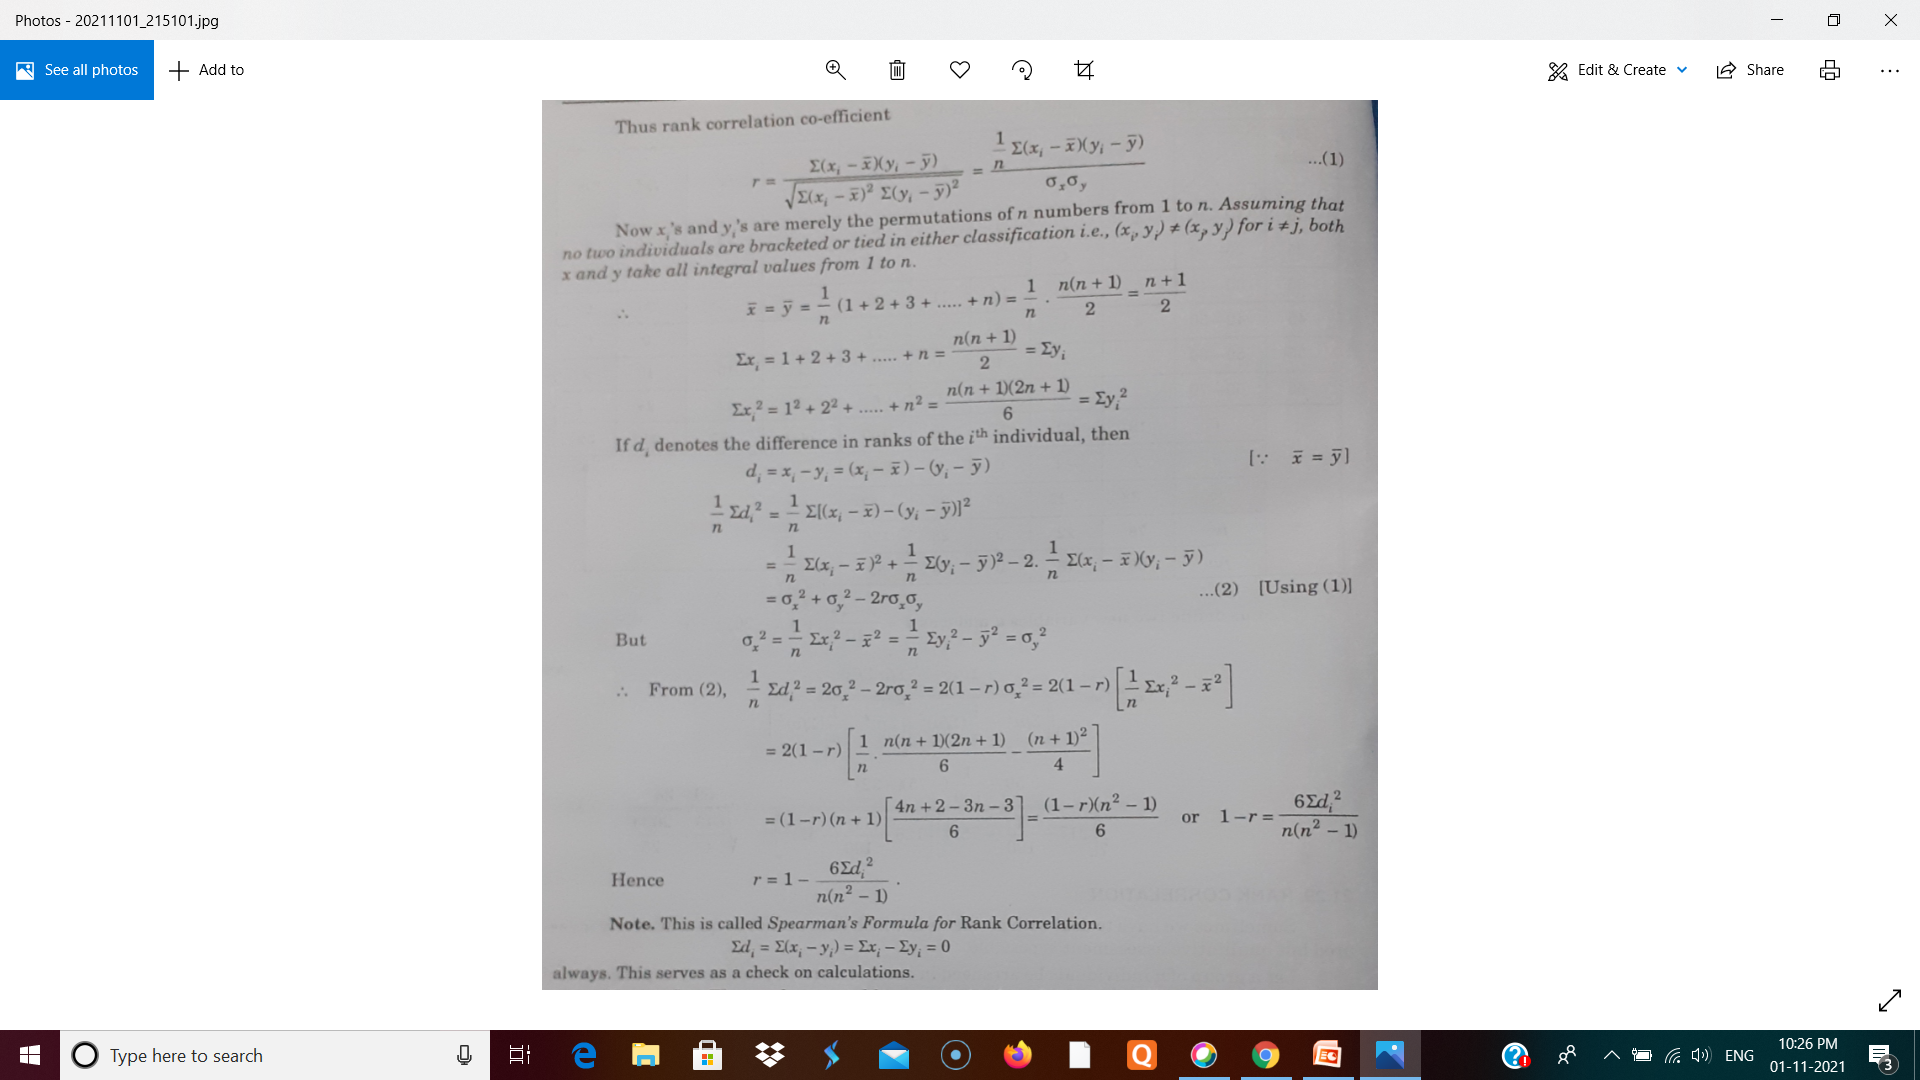 Photos - 20211101_215101.jpg
See all photos
Add to
Edit & Create
Share
Thus rank correlation co-efficient
r = Σ(xᵢ − x̄)(yᵢ − ȳ) / √(Σ(xᵢ − x̄)² Σ(yᵢ − ȳ)²) = (1/n) Σ(xᵢ − x̄)(yᵢ − ȳ) / σₓσᵧ ...(1)
Now xᵢ's and yᵢ's are merely the permutations of n numbers from 1 to n. Assuming that
no two individuals are bracketed or tied in either classification i.e., (xᵢ, yᵢ) ≠ (xⱼ, yⱼ) for i ≠ j, both
x and y take all integral values from 1 to n.
∴ x̄ = ȳ = 1/n (1 + 2 + 3 + ..... + n) = 1/n · n(n + 1)/2 = (n + 1)/2
Σxᵢ = 1 + 2 + 3 + ..... + n = n(n + 1)/2 = Σyᵢ
Σxᵢ² = 1² + 2² + ..... + n² = n(n + 1)(2n + 1)/6 = Σyᵢ²
If dᵢ denotes the difference in ranks of the iᵗʰ individual, then
dᵢ = xᵢ − yᵢ = (xᵢ − x̄) − (yᵢ − ȳ) [∵ x̄ = ȳ]
1/n Σdᵢ² = 1/n Σ[(xᵢ − x̄) − (yᵢ − ȳ)]²
= 1/n Σ(xᵢ − x̄)² + 1/n Σ(yᵢ − ȳ)² − 2. 1/n Σ(xᵢ − x̄)(yᵢ − ȳ)
= σₓ² + σᵧ² − 2rσₓσᵧ ...(2) [Using (1)]
But σₓ² = 1/n Σxᵢ² − x̄² = 1/n Σyᵢ² − ȳ² = σᵧ²
∴ From (2), 1/n Σdᵢ² = 2σₓ² − 2rσₓ² = 2(1 − r) σₓ² = 2(1 − r) [1/n Σxᵢ² − x̄²]
= 2(1 − r) [1/n · n(n + 1)(2n + 1)/6 − (n + 1)²/4]
= (1 − r) (n + 1) [(4n + 2 − 3n − 3)/6] = (1 − r)(n² − 1)/6 or 1 − r = 6Σdᵢ²/n(n² − 1)
Hence r = 1 − 6Σdᵢ²/n(n² − 1) .
Note. This is called Spearman's Formula for Rank Correlation.
Σdᵢ = Σ(xᵢ − yᵢ) = Σxᵢ − Σyᵢ = 0
always. This serves as a check on calculations.
Type here to search
ENG
10:26 PM
01-11-2021
3